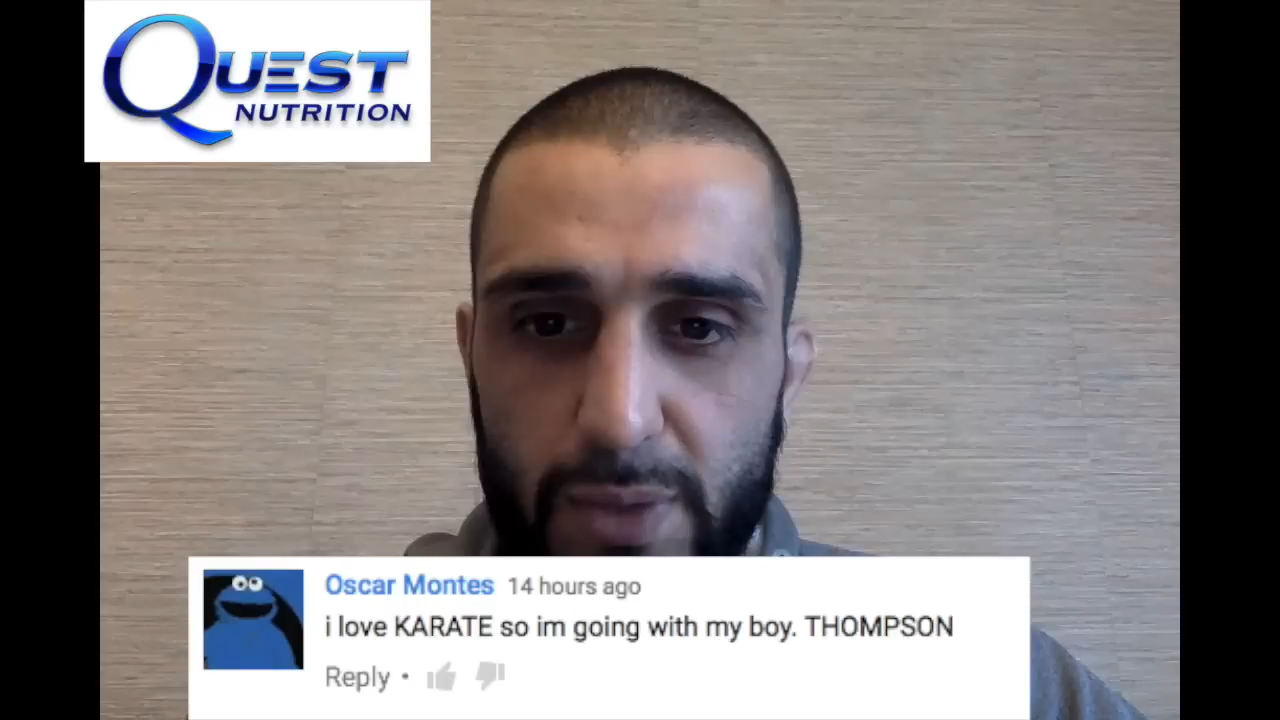 QUEST
NUTRITION
Oscar Montes 14 hours ago
i love KARATE so im going with my boy. THOMPSON
Reply •